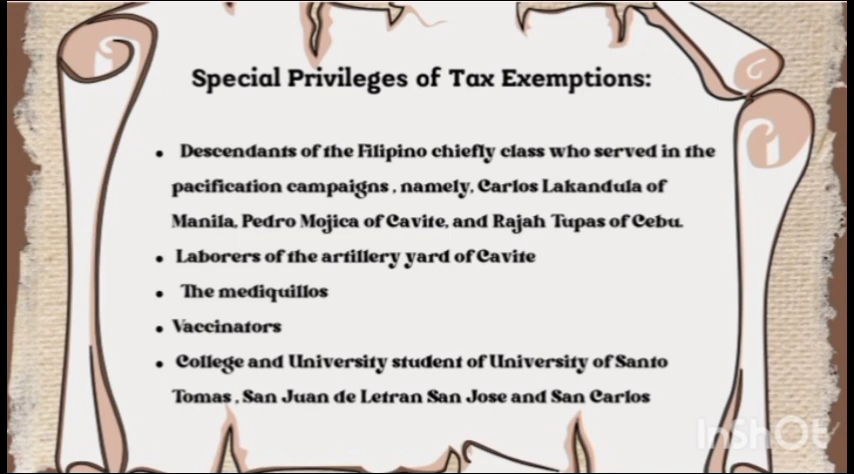 Special Privileges of Tax Exemptions:
• Descendants of the Filipino chiefly class who served in the
pacification campaigns , namely, Carlos Lakandula of
Manila, Pedro Mojica of Cavite, and Rajah Tupas of Cebu.
• Laborers of the artillery yard of Cavite
• The mediquillos
• Vaccinators
• College and University student of University of Santo
Tomas , San Juan de Letran San Jose and San Carlos
InShOt